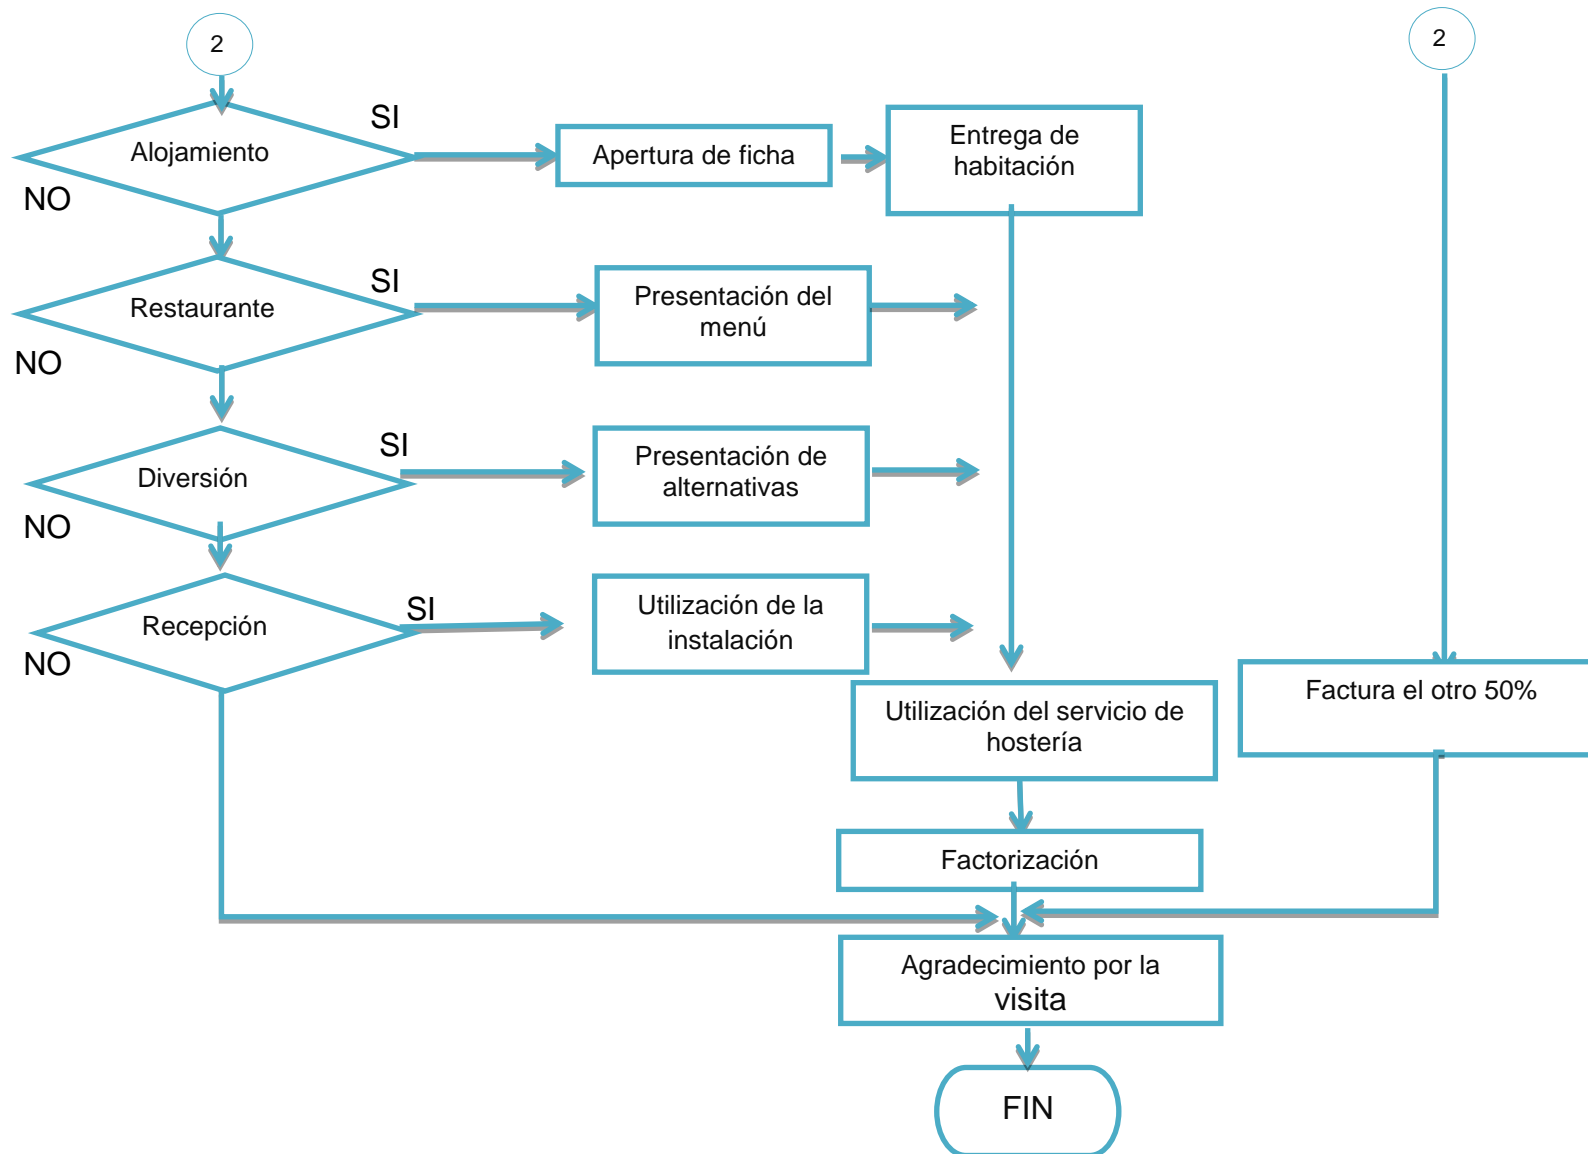 2
2
SI
Alojamiento
Apertura de ficha
Entrega de
habitación
NO
SI
Restaurante
Presentación del
menú
NO
SI
Diversión
Presentación de
alternativas
NO
SI
Recepción
Utilización de la
instalación
NO
Utilización del servicio de
hostería
Factura el otro 50%
Factorización
Agradecimiento por la
visita
FIN